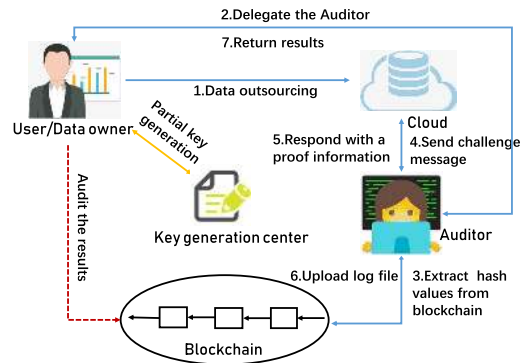 2.Delegate the Auditor
7.Return results
1.Data outsourcing
User/Data owner
Cloud
Partial key
generation
5.Respond with a
proof information
4.Send challenge
message
Audit the results
Key generation center
Auditor
6.Upload log file
3.Extract hash
values from
blockchain
Blockchain